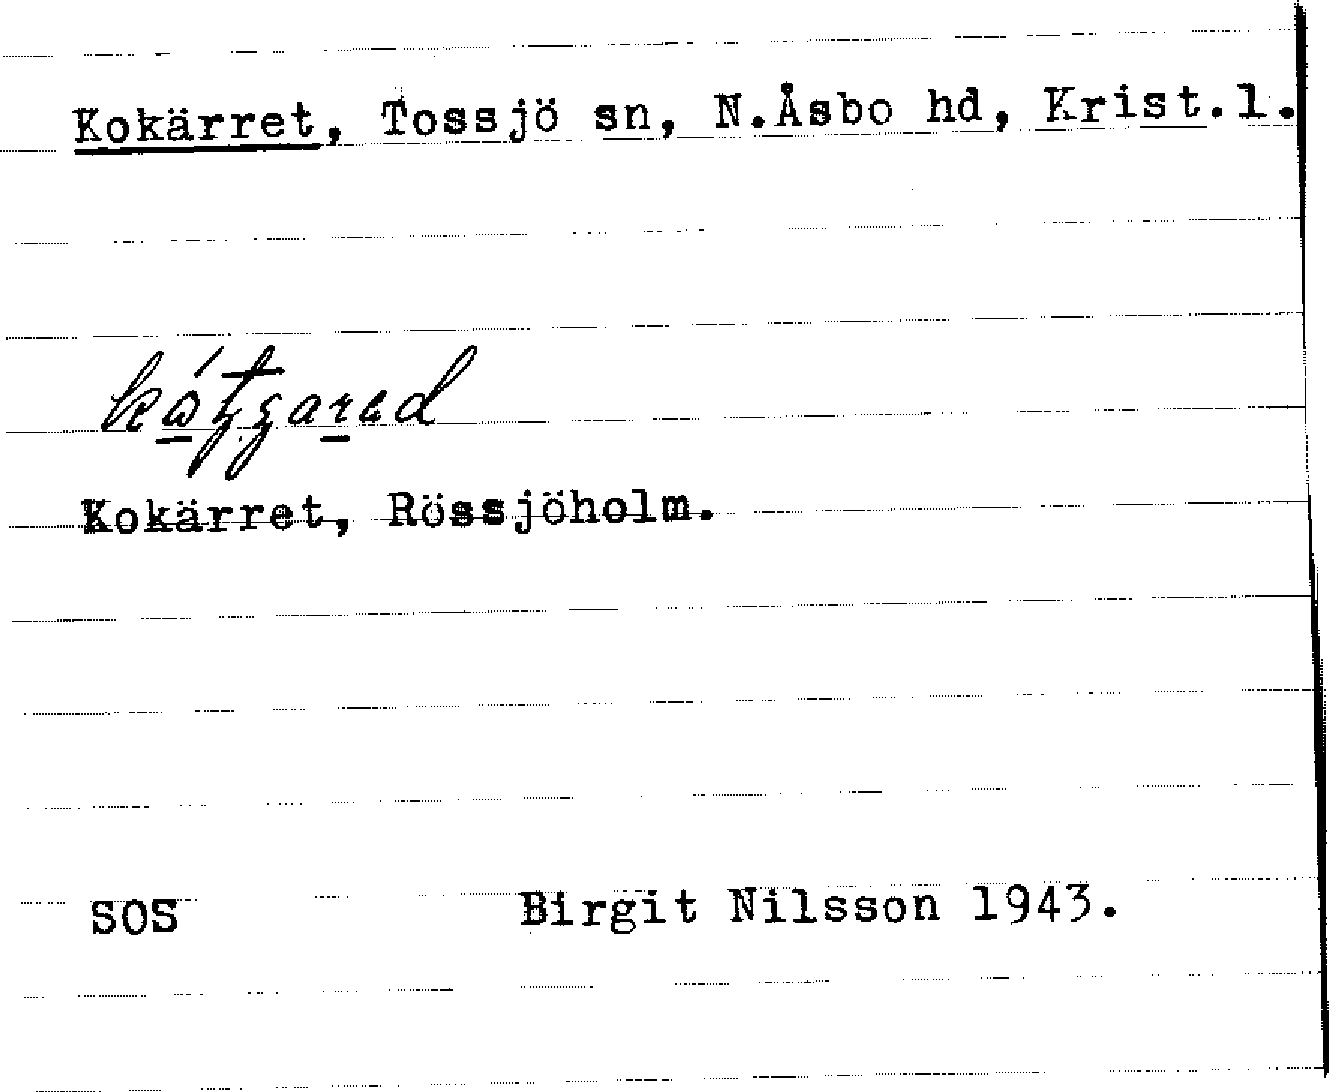 Kokärret, Tossjö sn, N.Åsbo hd, Krist.l.
Kokärret, Rössjöholm.
SOS Birgit Nilsson 1943.